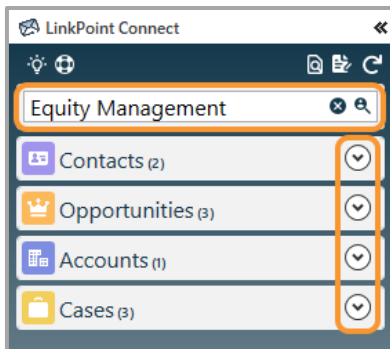 LinkPoint Connect
Equity Management
Contacts (2)
Opportunities (3)
Accounts (1)
Cases (3)